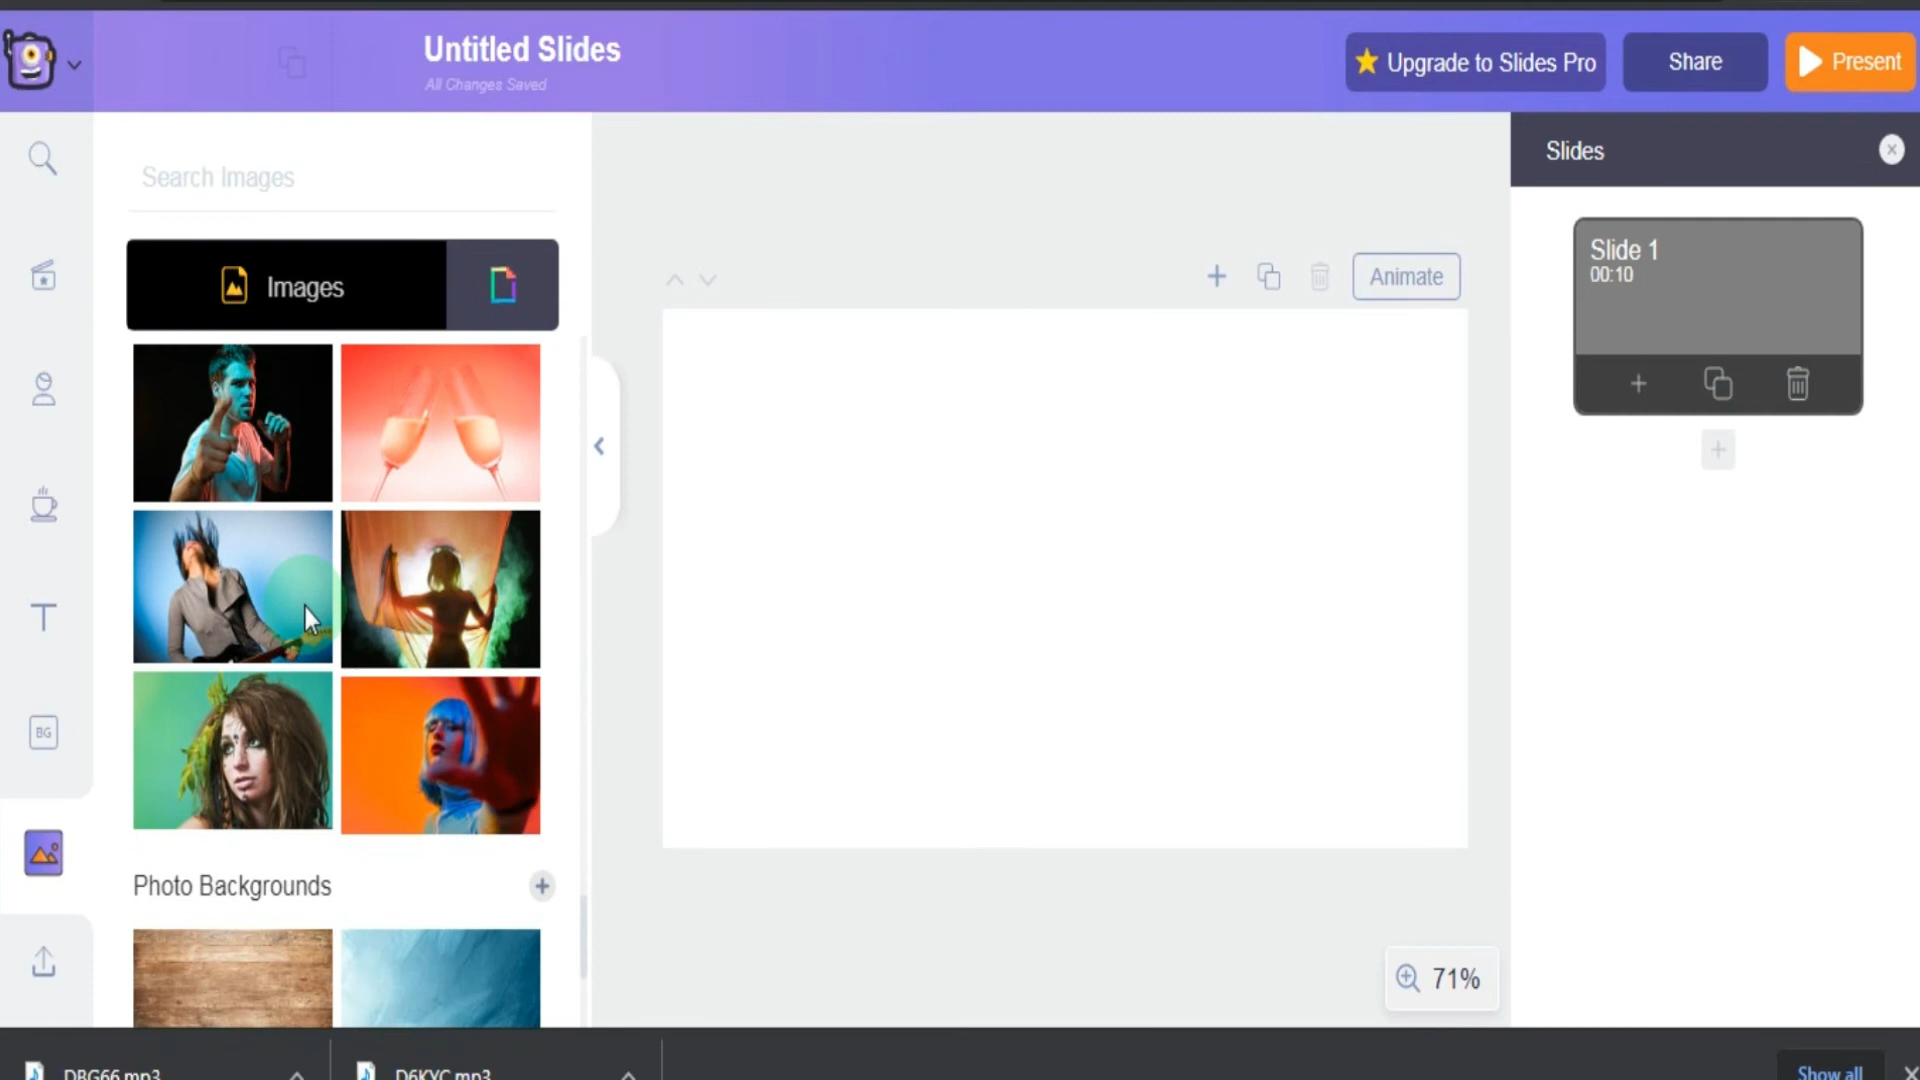 Untitled Slides
All Changes Saved
Upgrade to Slides Pro
Share
Present
Search Images
Images
Slides
Slide 1
00:10
Animate
T
BG
Photo Backgrounds
71%
DBG66.mp3
D6KYC.mp3
Show all